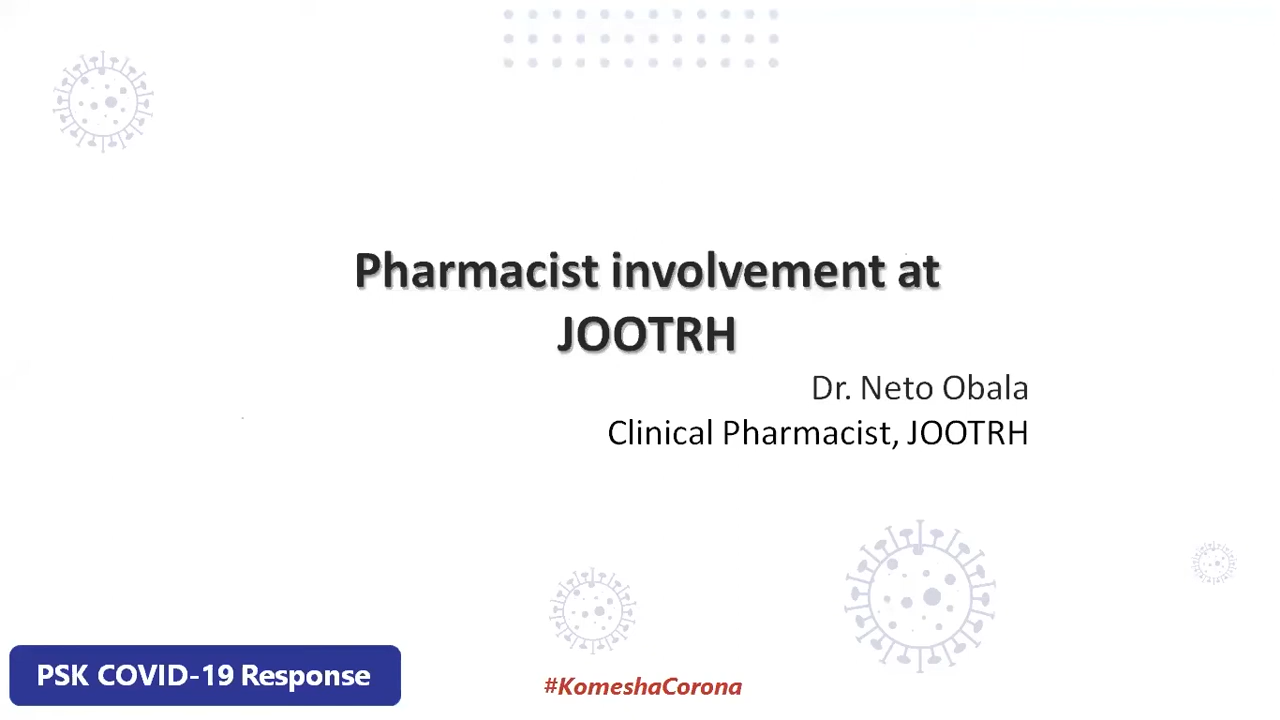 Pharmacist involvement at
JOOTRH
Dr. Neto Obala
Clinical Pharmacist, JOOTRH
PSK COVID-19 Response
#KomeshaCorona